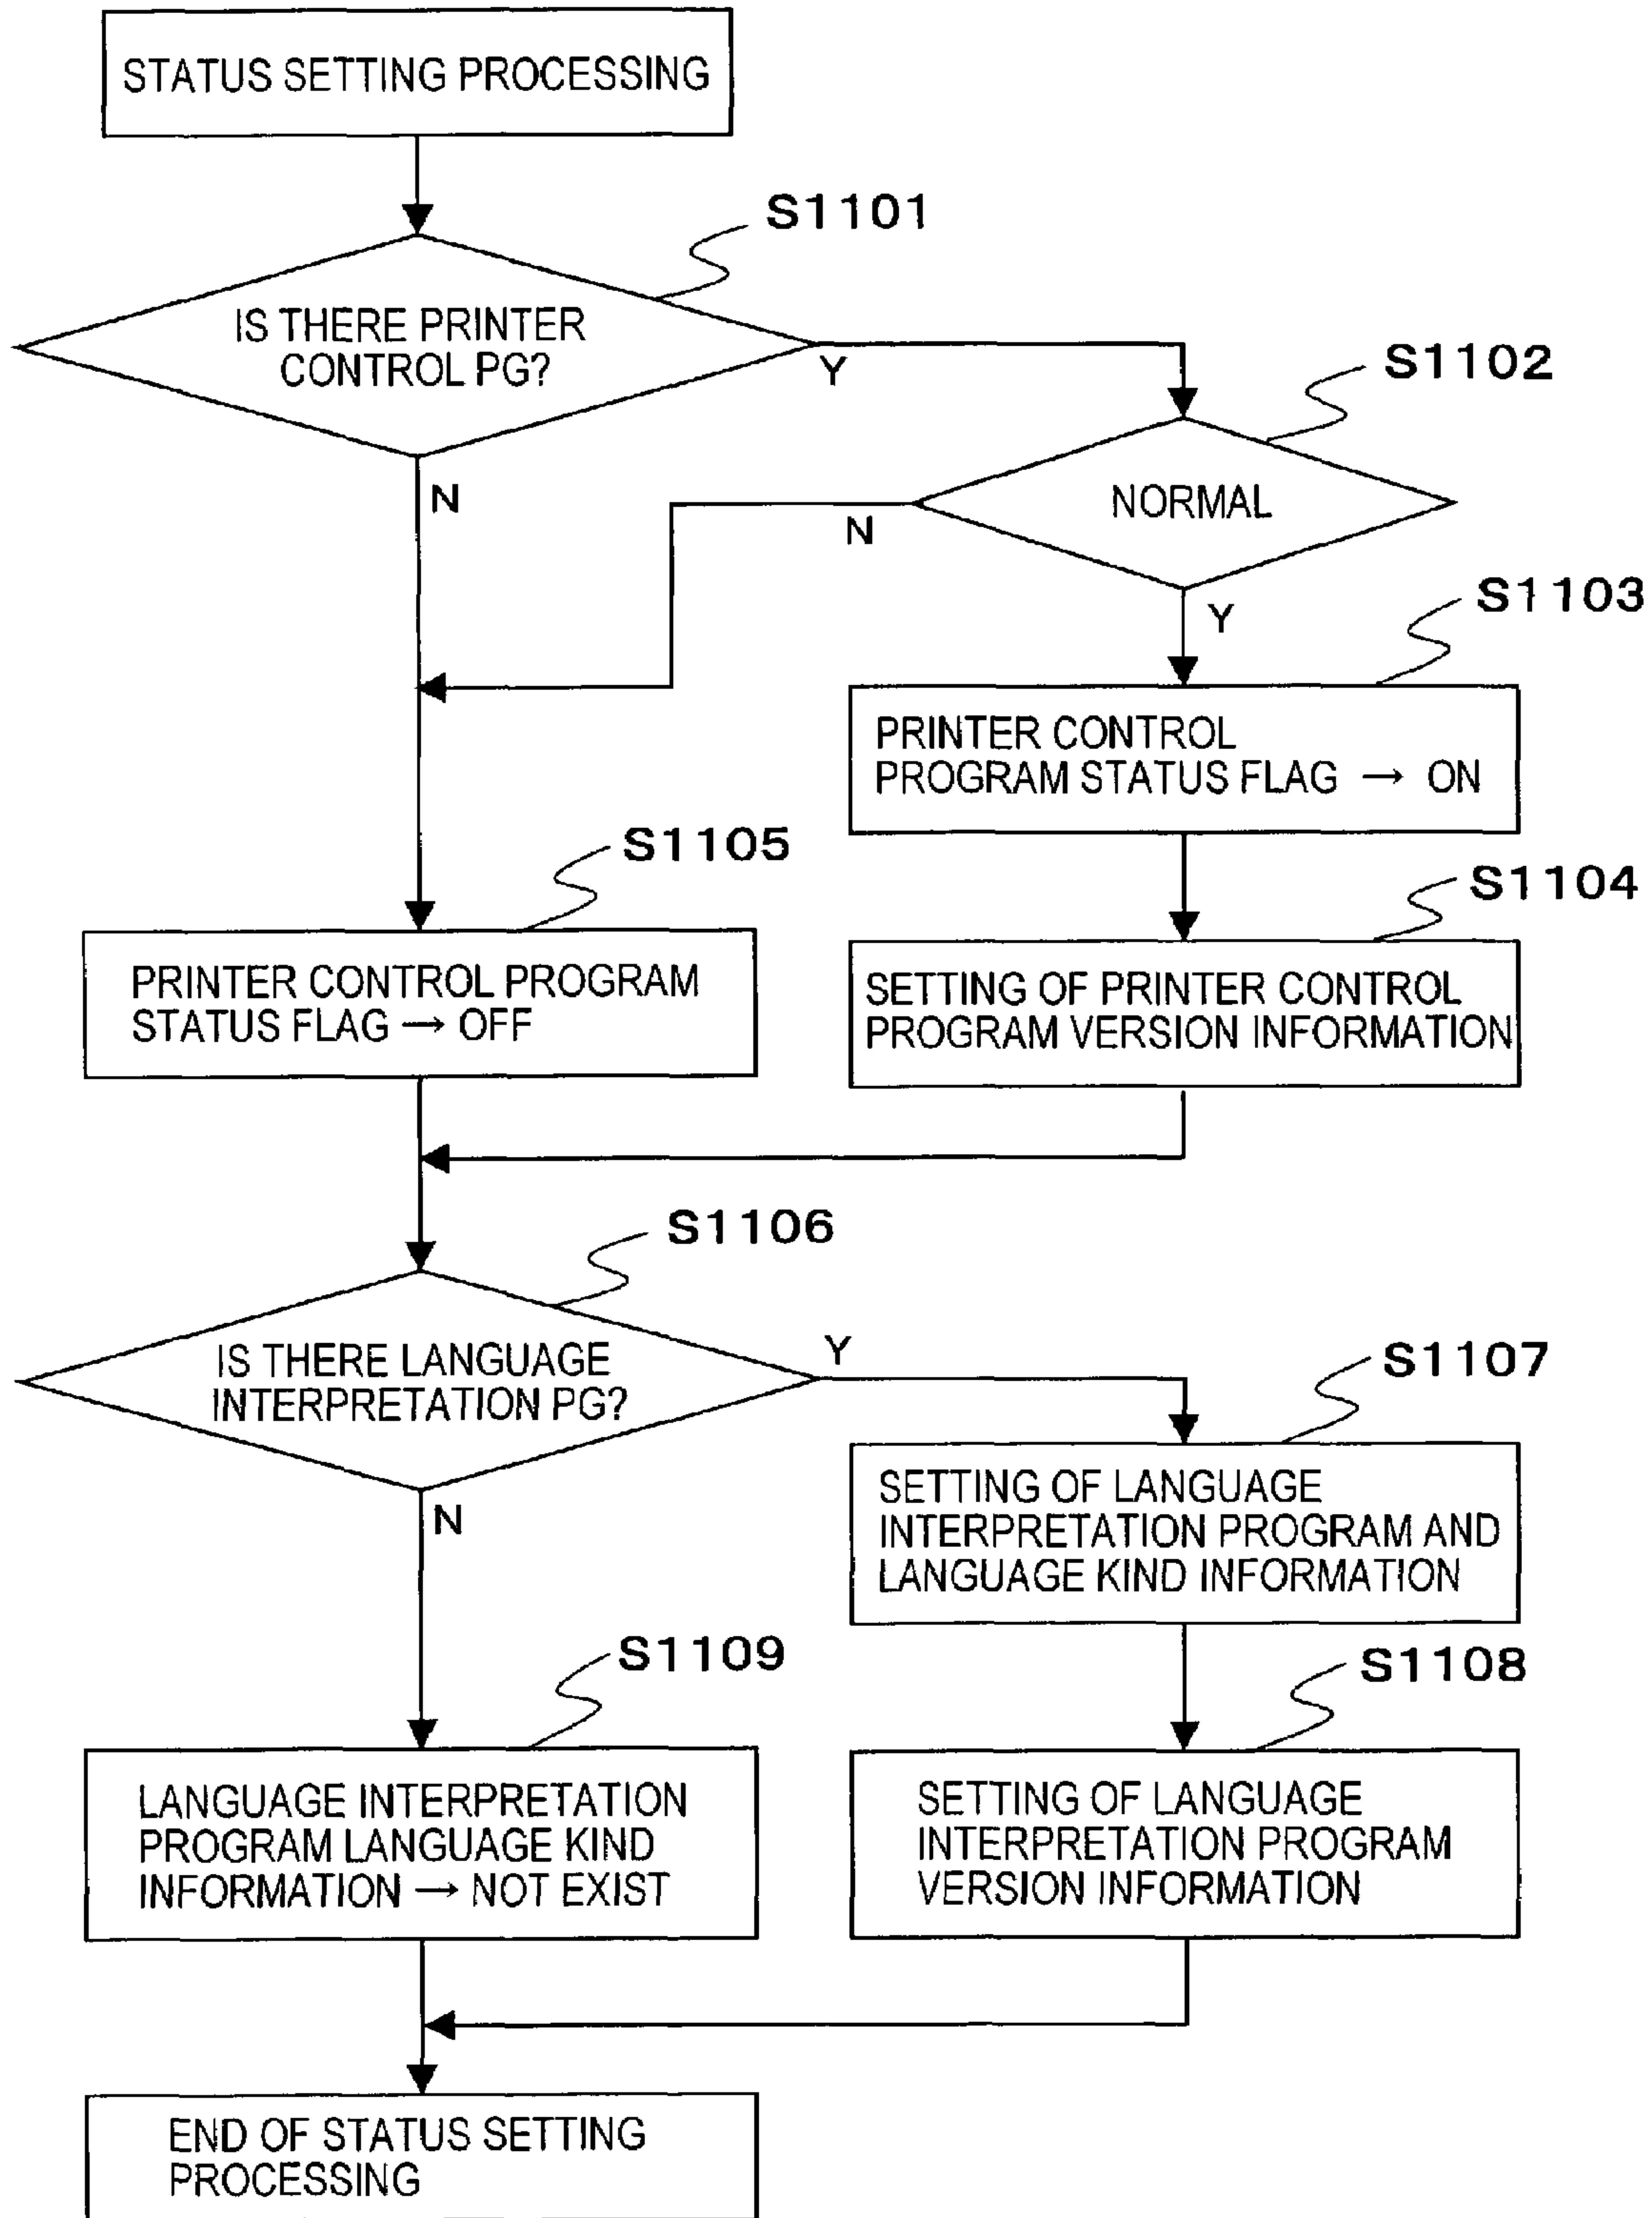 STATUS SETTING PROCESSING
S1101
IS THERE PRINTER
CONTROL PG?
Y
S1102
N
NORMAL
N
Y
S1103
PRINTER CONTROL
PROGRAM STATUS FLAG → ON
S1105
S1104
PRINTER CONTROL PROGRAM
STATUS FLAG → OFF
SETTING OF PRINTER CONTROL
PROGRAM VERSION INFORMATION
S1106
IS THERE LANGUAGE
INTERPRETATION PG?
Y
S1107
N
SETTING OF LANGUAGE
INTERPRETATION PROGRAM AND
LANGUAGE KIND INFORMATION
S1109
S1108
LANGUAGE INTERPRETATION
PROGRAM LANGUAGE KIND
INFORMATION → NOT EXIST
SETTING OF LANGUAGE
INTERPRETATION PROGRAM
VERSION INFORMATION
END OF STATUS SETTING
PROCESSING